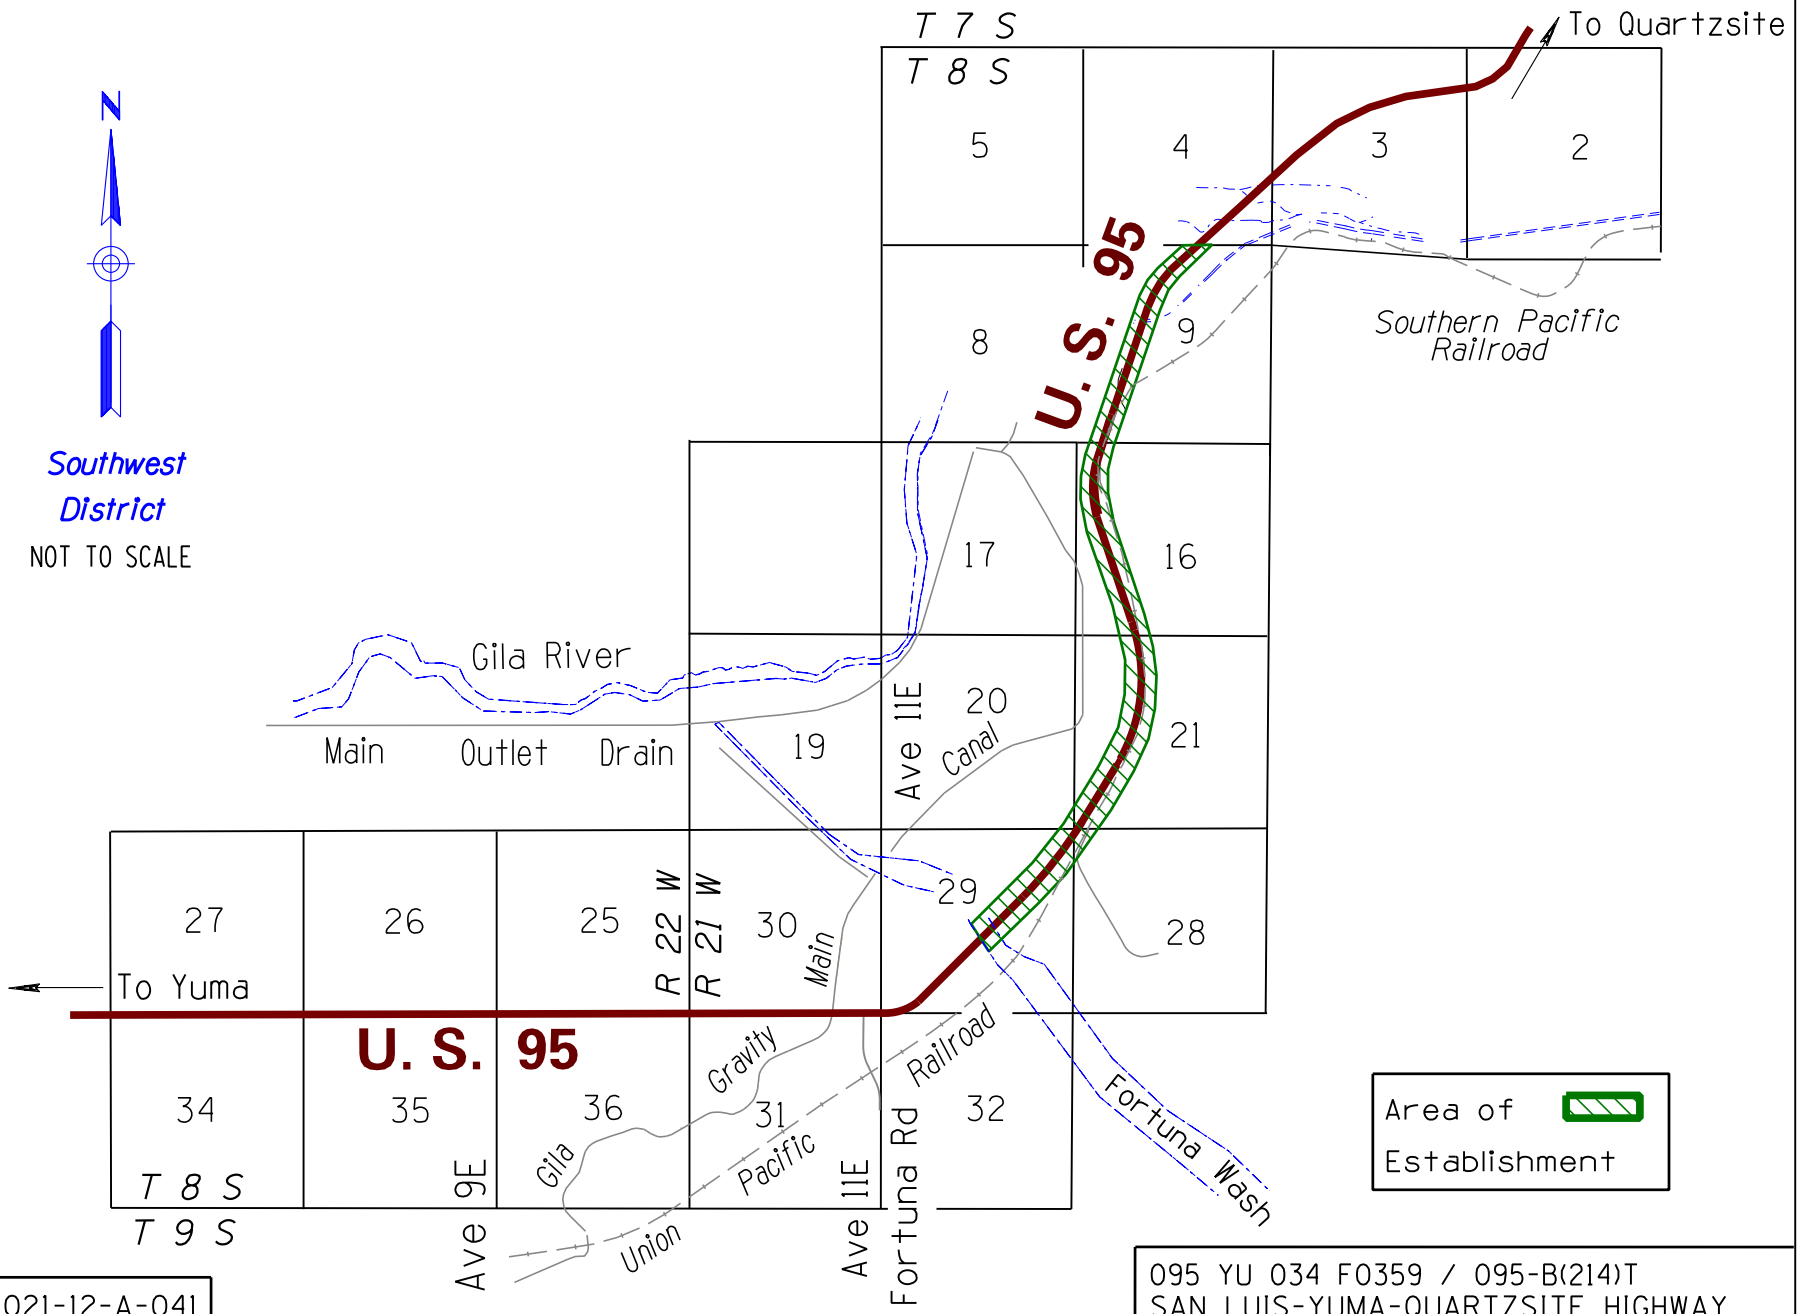 T 7 S
To Quartzsite
T 8 S
N
5
4
3
2
U. S. 95
8
9
Southern Pacific
Railroad
Southwest
District
NOT TO SCALE
17
16
Gila River
20
Ave 11E
Canal
19
21
Main Outlet Drain
27
26
25
R 22 W
R 21 W
30
Main
29
28
To Yuma
U. S. 95
34
35
36
Gravity
31
Railroad
32
Fortuna Wash
Area of
Establishment
Gila
Pacific
Union
T 8 S
T 9 S
Ave 9E
Ave 11E
Fortuna Rd
021-12-A-041
095 YU 034 F0359 / 095-B(214)T
SAN LUIS-YUMA-QUARTZSITE HIGHWAY